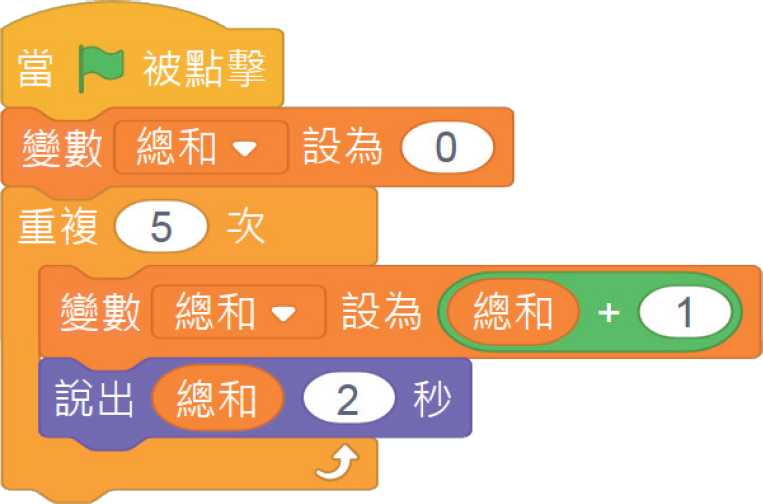 當 被點擊
變數 總和 設為 0
重複 5 次
變數 總和 設為 總和 + 1
說出 總和 2 秒